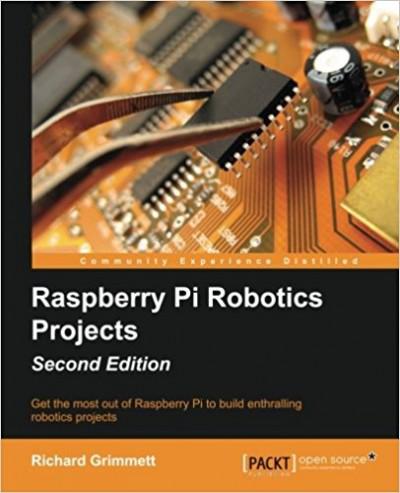 Community Experience Distilled
Raspberry Pi Robotics
Projects
Second Edition
Get the most out of Raspberry Pi to build enthralling
robotics projects
Richard Grimmett
[PACKT]
PUBLISHING
open source*